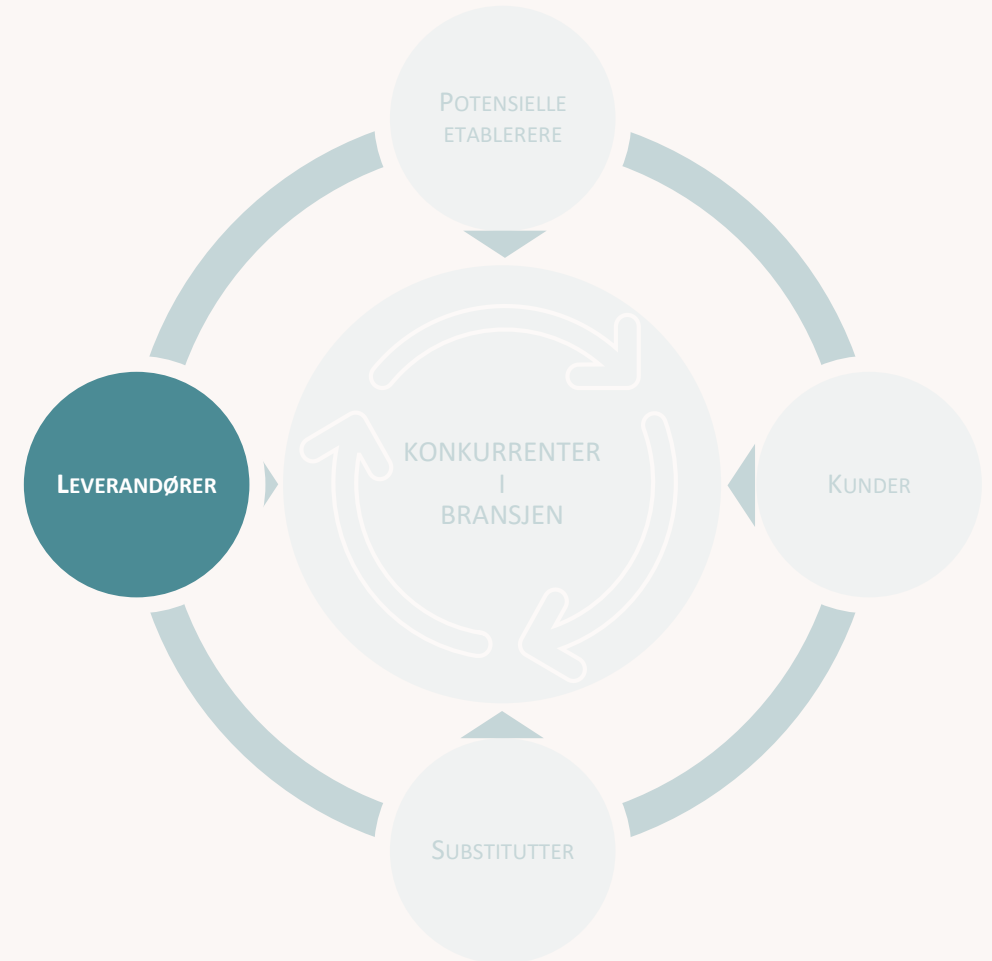 POTENSIELLE
ETABLERERE
LEVERANDØRER
KONKURRENTER
I
BRANSJEN
KUNDER
SUBSTITUTTER